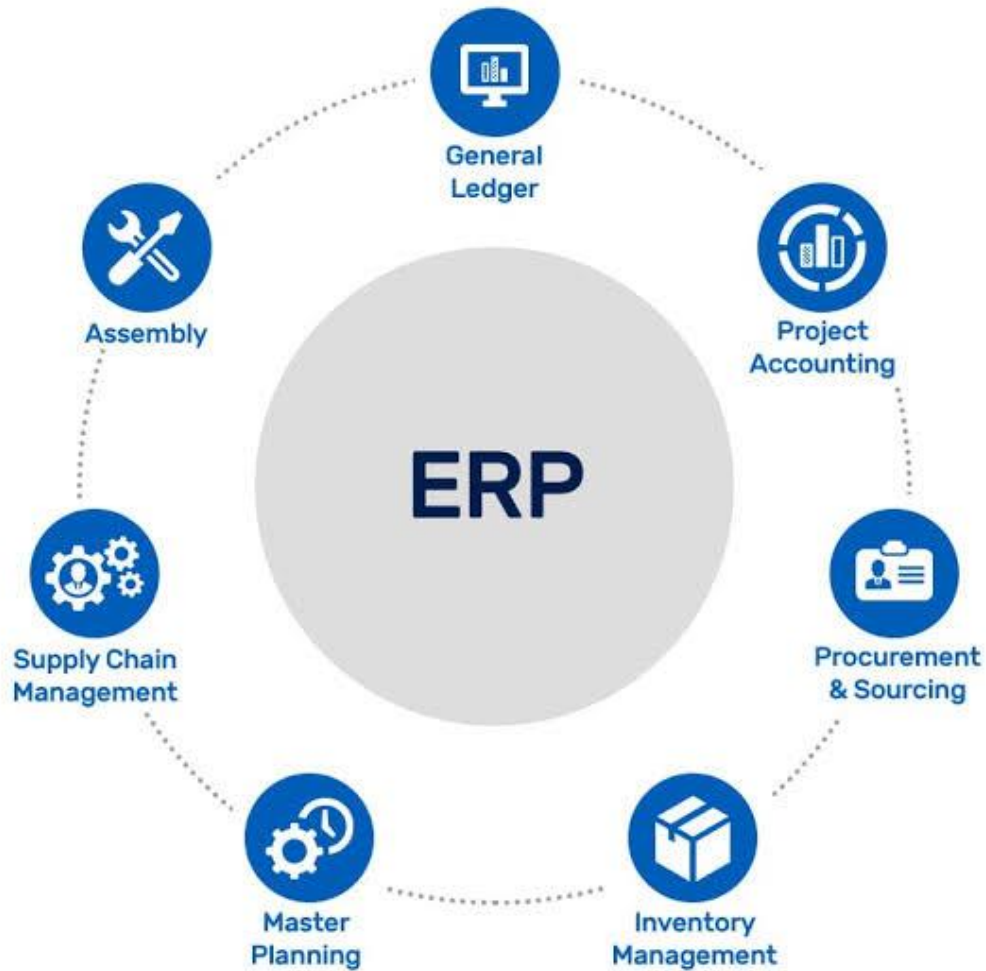 General
Ledger
Project
Accounting
Procurement
& Sourcing
Inventory
Management
Master
Planning
Supply Chain
Management
Assembly
ERP